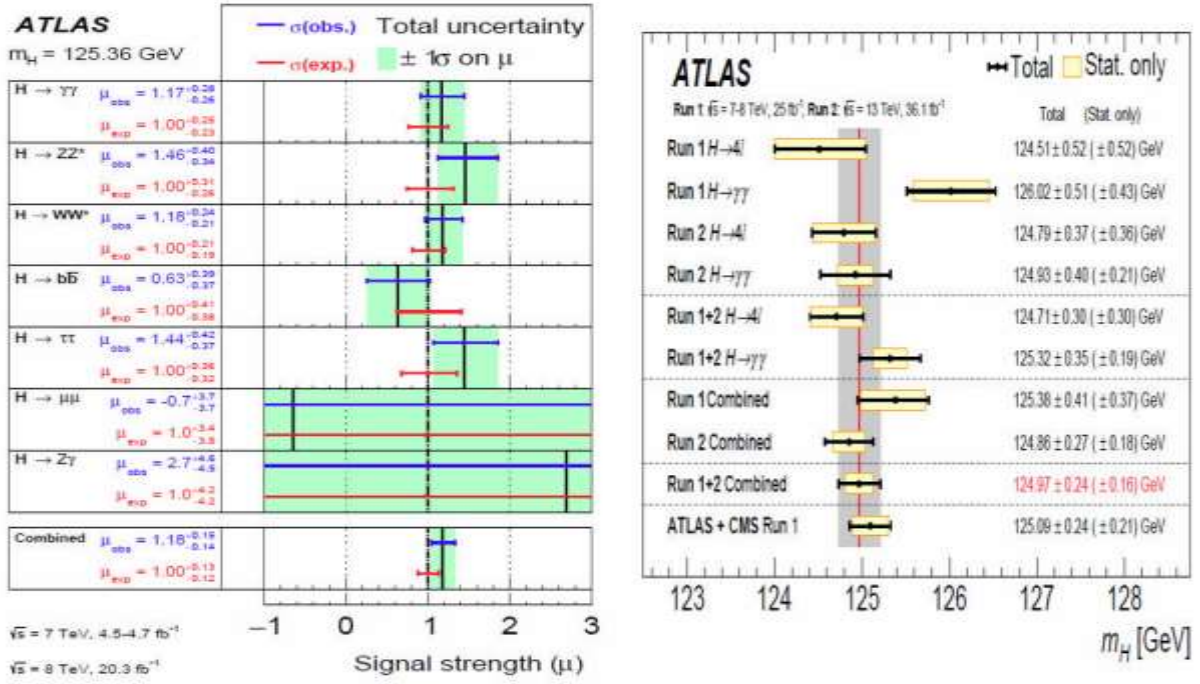 ATLAS
m_H = 125.36 GeV
σ(obs.) Total uncertainty
σ(exp.) ± 1σ on μ
H → γγ μ_obs = 1.17
μ_exp = 1.00
H → ZZ* μ_obs = 1.46
μ_exp = 1.00
H → WW* μ_obs = 1.18
μ_exp = 1.00
H → bb̄ μ_obs = 0.63
μ_exp = 1.00
H → ττ μ_obs = 1.44
μ_exp = 1.00
H → μμ μ_obs = -0.7
μ_exp = 1.0
H → Zγ μ_obs = 2.7
μ_exp = 1.0
Combined μ_obs = 1.18
μ_exp = 1.00
−1 0 1 2 3
√s = 7 TeV, 4.5-4.7 fb⁻¹
√s = 8 TeV, 20.3 fb⁻¹
Signal strength (μ)
ATLAS Total Stat. only
Run 1: √s = 7-8 TeV, 25 fb⁻¹, Run 2: √s = 13 TeV, 36.1 fb⁻¹
Total (Stat only)
Run 1 H→4l 124.51 ± 0.52 ( ± 0.52) GeV
Run 1 H→γγ 126.02 ± 0.51 ( ± 0.43) GeV
Run 2 H→4l 124.79 ± 0.37 ( ± 0.36) GeV
Run 2 H→γγ 124.93 ± 0.40 ( ± 0.21) GeV
Run 1+2 H→4l 124.71 ± 0.30 ( ± 0.30) GeV
Run 1+2 H→γγ 125.32 ± 0.35 ( ± 0.19) GeV
Run 1 Combined 125.38 ± 0.41 ( ± 0.37) GeV
Run 2 Combined 124.86 ± 0.27 ( ± 0.18) GeV
Run 1+2 Combined 124.97 ± 0.24 ( ± 0.16) GeV
ATLAS + CMS Run 1 125.09 ± 0.24 ( ± 0.21) GeV
123 124 125 126 127 128
m_H [GeV]